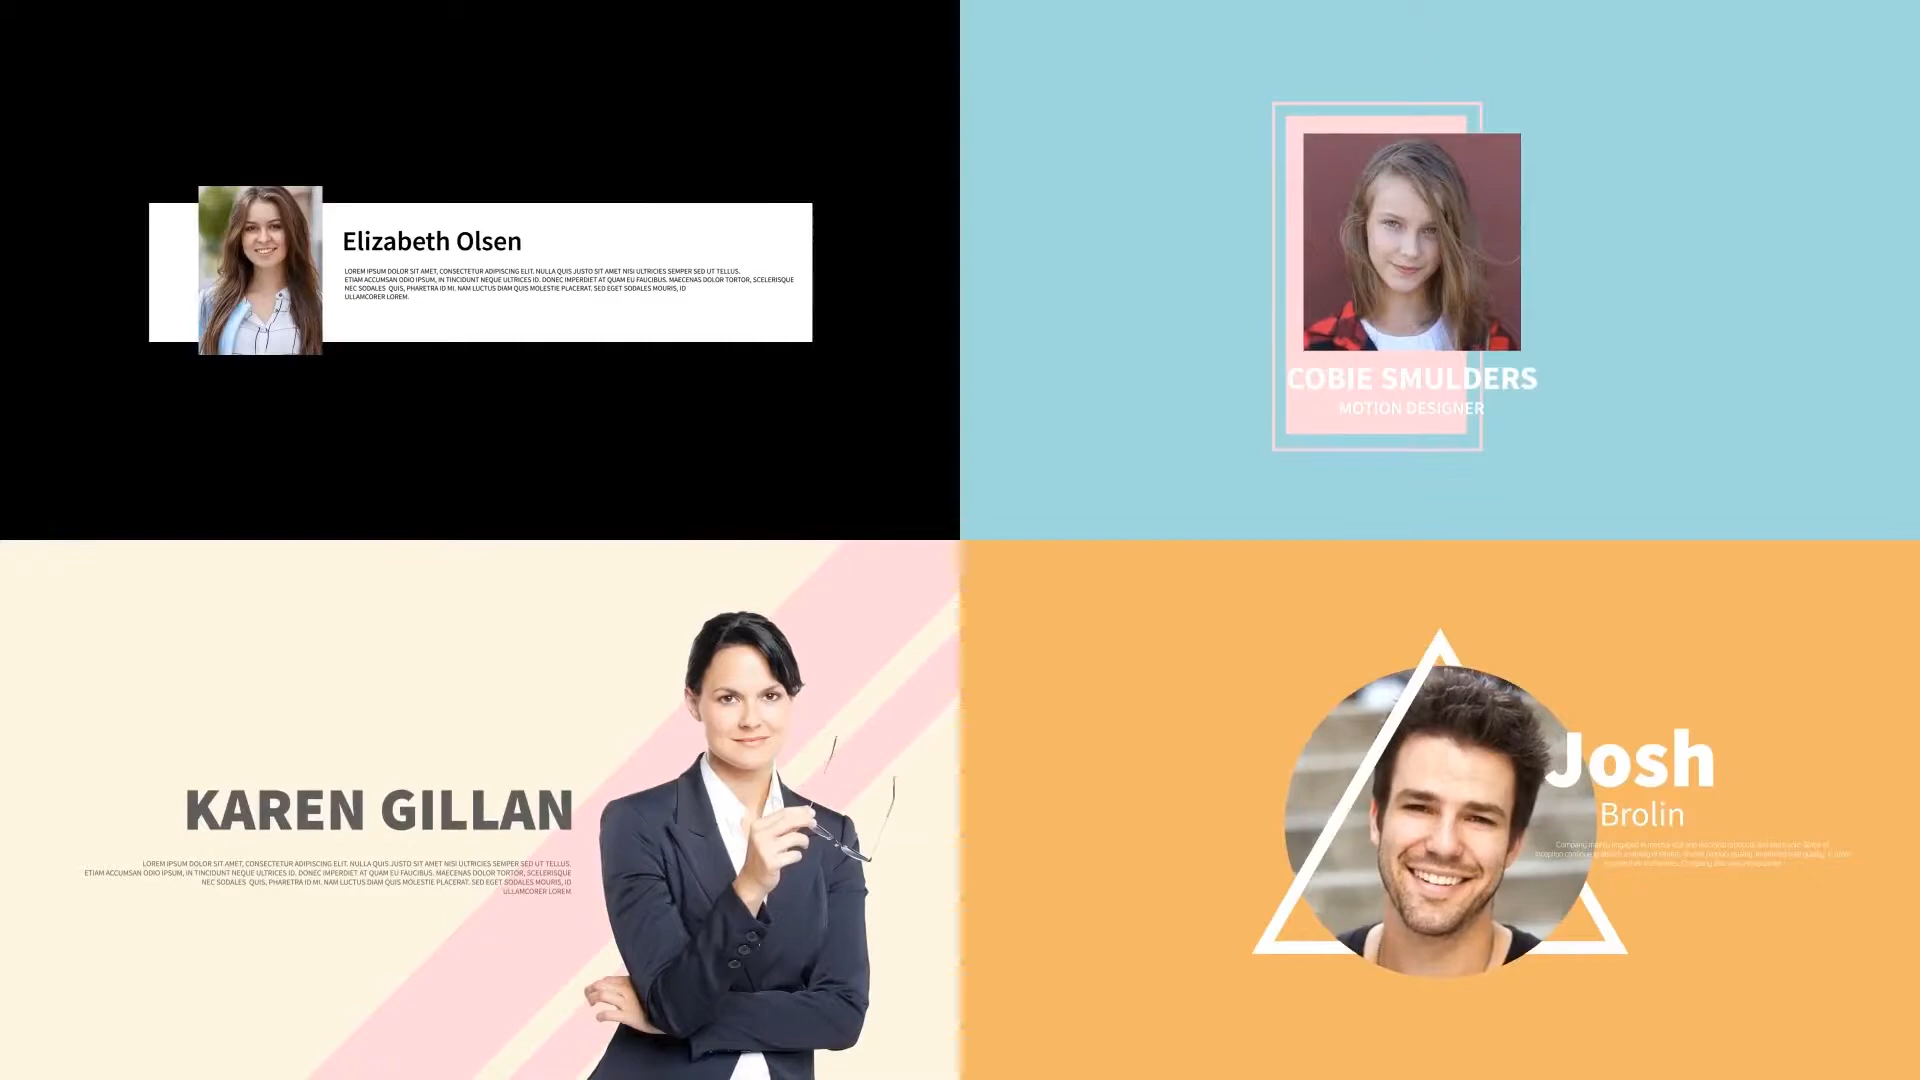 Elizabeth Olsen
LOREM IPSUM DOLOR SIT AMET, CONSECTETUR ADIPISCING ELIT. NULLA QUIS JUSTO SIT AMET NISI ULTRICIES SEMPER SED UT TELLUS.
ETIAM ACCUMSAN ODIO IPSUM, IN TINCIDUNT NEQUE ULTRICES ID. DONEC IMPERDIET AT QUAM EU FAUCIBUS. MAECENAS DOLOR TORTOR, SCELERISQUE
NEC SODALES QUIS, PHARETRA ID MI. NAM LUCTUS DIAM QUIS MOLESTIE PLACERAT. SED EGET SODALES MOURIS, ID
ULLAMCORER LOREM.
COBIE SMULDERS
MOTION DESIGNER
KAREN GILLAN
LOREM IPSUM DOLOR SIT AMET, CONSECTETUR ADIPISCING ELIT. NULLA QUIS JUSTO SIT AMET NISI ULTRICIES SEMPER SED UT TELLUS.
ETIAM ACCUMSAN ODIO IPSUM, IN TINCIDUNT NEQUE ULTRICES ID. DONEC IMPERDIET AT QUAM EU FAUCIBUS. MAECENAS DOLOR TORTOR, SCELERISQUE
NEC SODALES QUIS, PHARETRA ID MI. NAM LUCTUS DIAM QUIS MOLESTIE PLACERAT. SED EGET SODALES MOURIS, ID
ULLAMCORER LOREM
Josh
Brolin